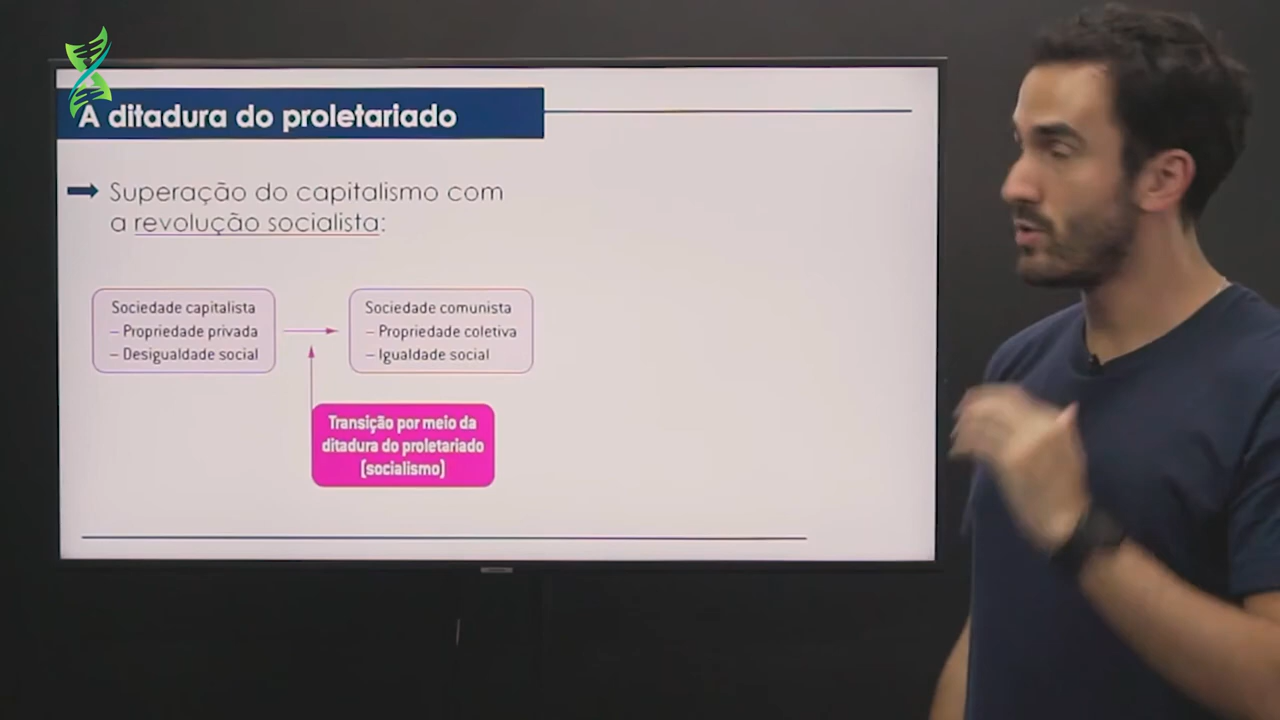 A ditadura do proletariado
Superação do capitalismo com
a revolução socialista:
Sociedade capitalista
– Propriedade privada
– Desigualdade social
Sociedade comunista
– Propriedade coletiva
– Igualdade social
Transição por meio da
ditadura do proletariado
(socialismo)